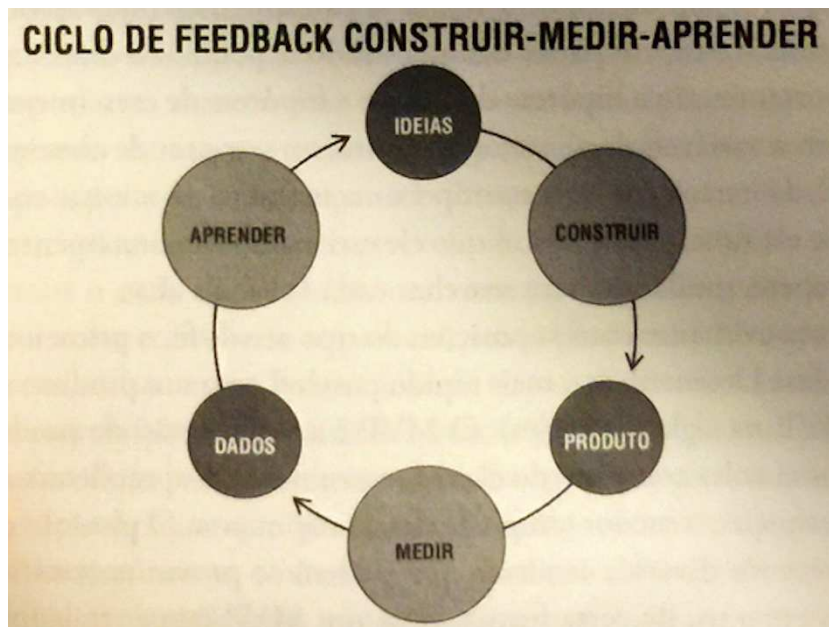 CICLO DE FEEDBACK CONSTRUIR-MEDIR-APRENDER
IDEIAS
CONSTRUIR
PRODUTO
MEDIR
DADOS
APRENDER